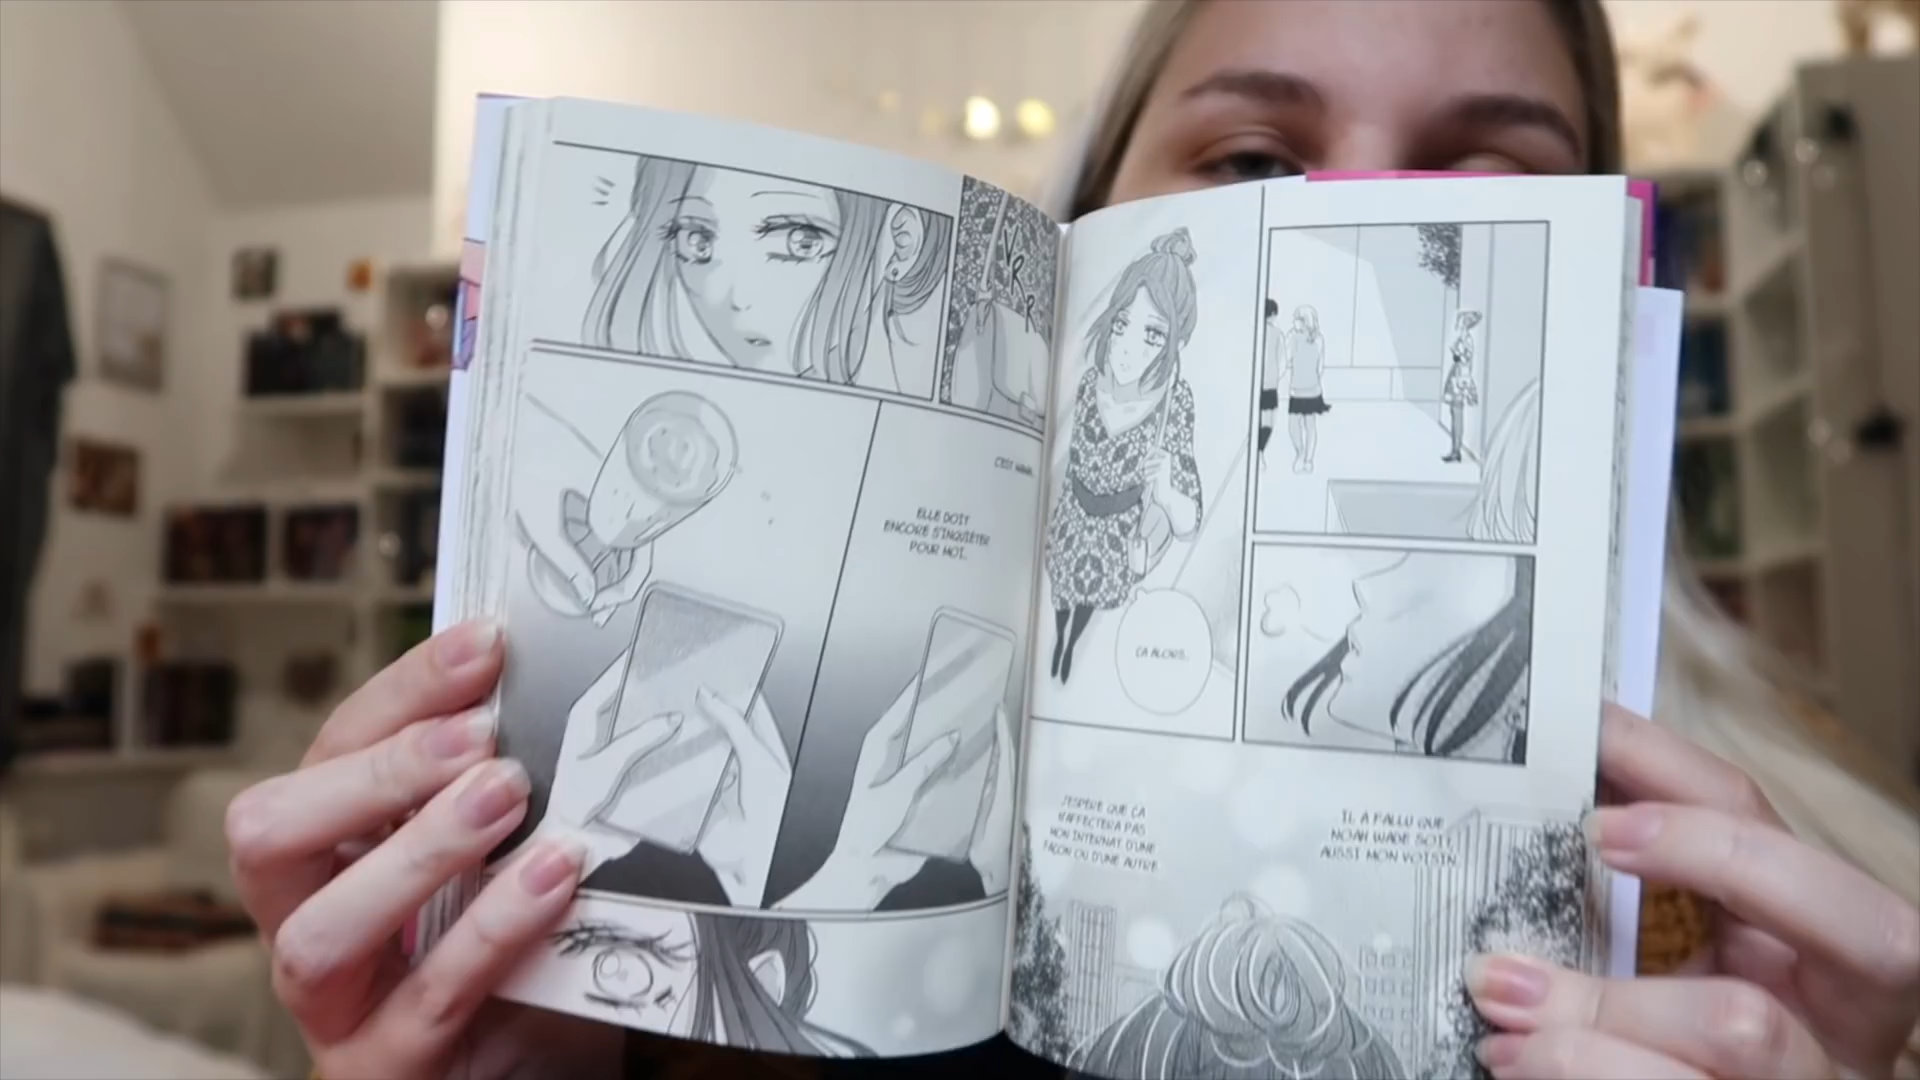 VRR
C'EST MAMAN.
ELLE DOIT
ENCORE S'INQUIÉTER
POUR MOI...
ÇA ALORS...
J'ESPÈRE QUE ÇA
N'AFFECTERA PAS
MON INTERNAT D'UNE
FAÇON OU D'UNE AUTRE.
IL A FALLU QUE
NOAH WADE SOIT
AUSSI MON VOISIN.